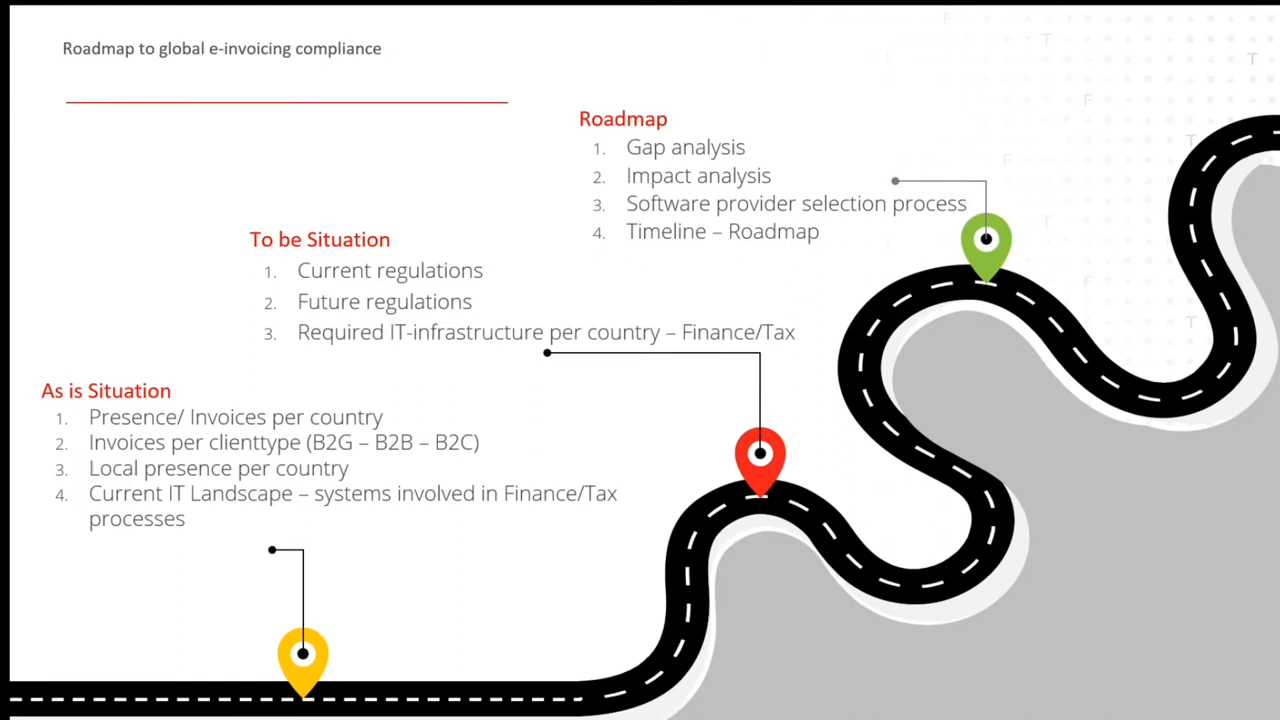 Roadmap to global e-invoicing compliance
Roadmap
1. Gap analysis
2. Impact analysis
3. Software provider selection process
4. Timeline – Roadmap
To be Situation
1. Current regulations
2. Future regulations
3. Required IT-infrastructure per country – Finance/Tax
As is Situation
1. Presence/ Invoices per country
2. Invoices per clienttype (B2G – B2B – B2C)
3. Local presence per country
4. Current IT Landscape – systems involved in Finance/Tax
processes